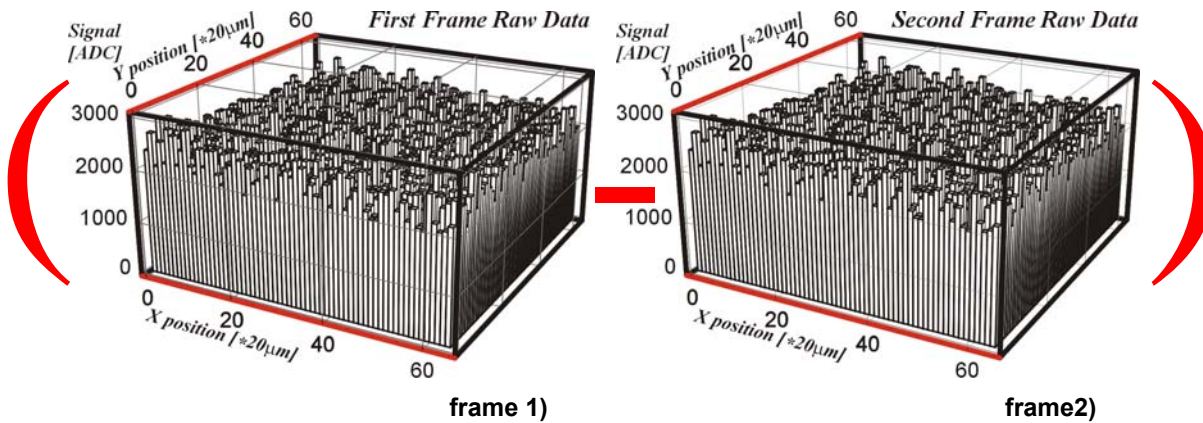 First Frame Raw Data
Signal
[ADC]
Y position [*20μm]
0
20
40
60
3000
2000
1000
0
0
20
40
60
X position [*20μm]
frame 1)
(
-
Second Frame Raw Data
Signal
[ADC]
Y position [*20μm]
0
20
40
60
3000
2000
1000
0
0
20
40
60
X position [*20μm]
frame2)
)